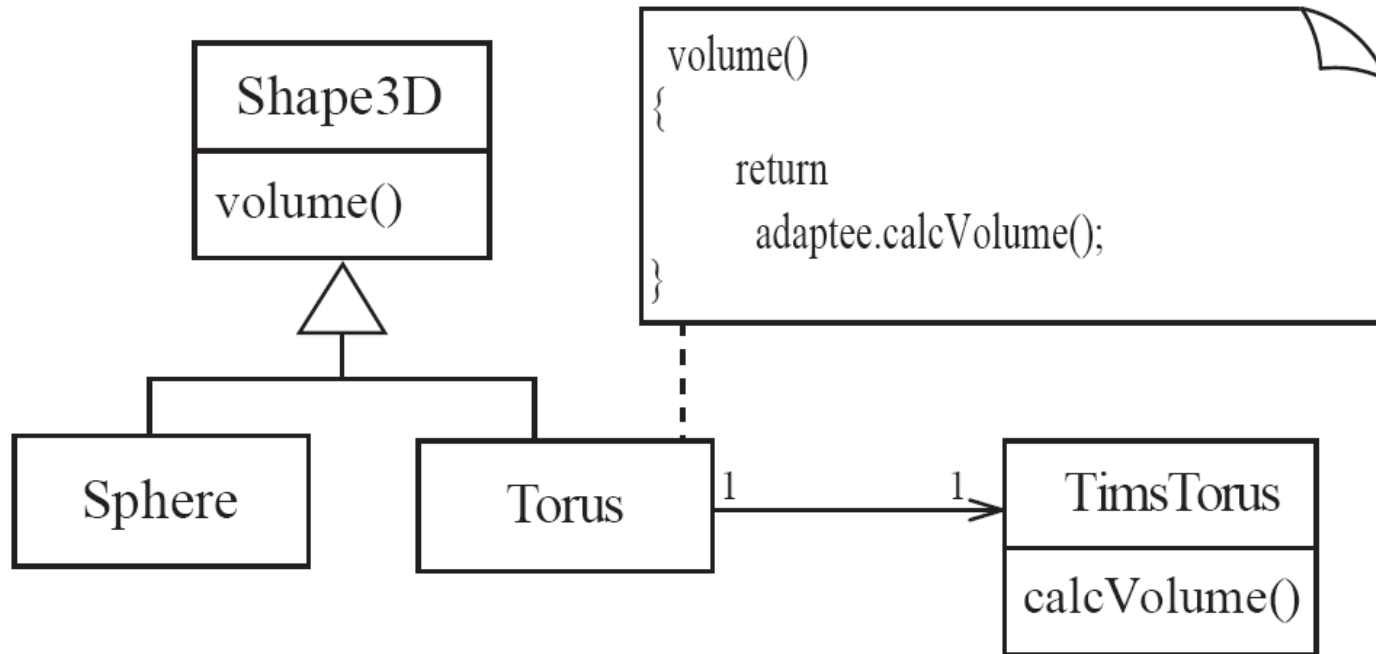 Shape3D
volume()
volume()
{
return
adaptee.calcVolume();
}
Sphere
Torus
1
1
TimsTorus
calcVolume()